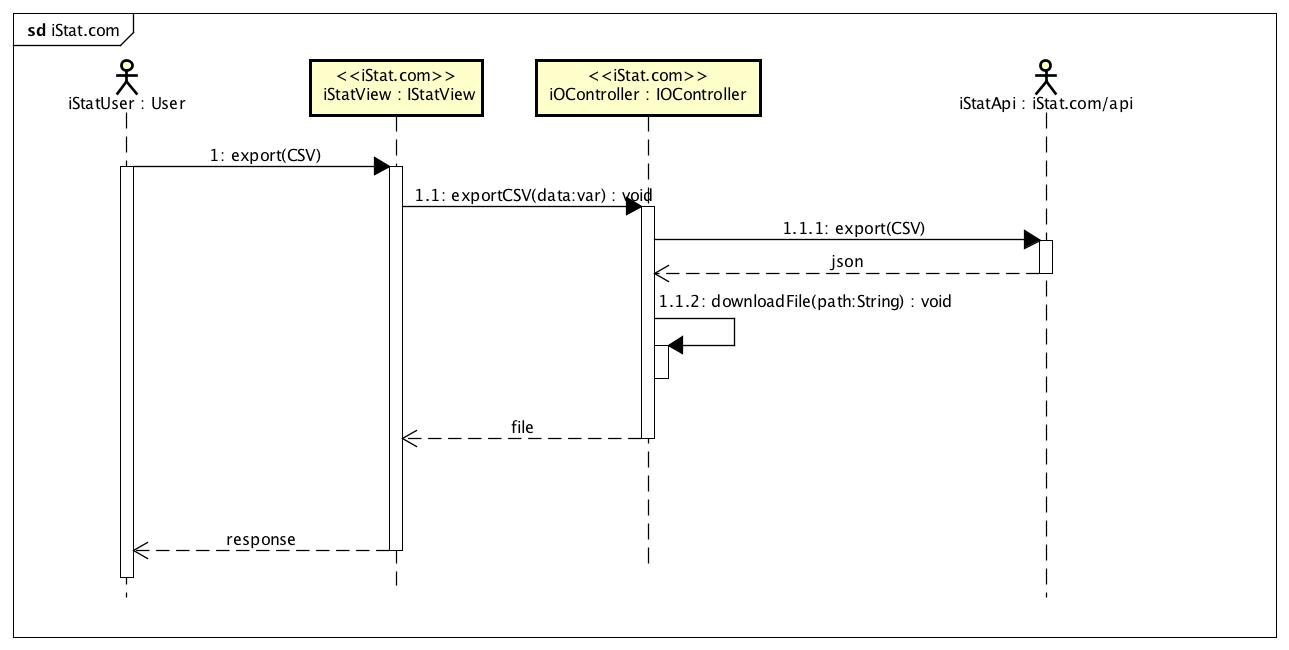 sd iStat.com
iStatUser : User
<<iStat.com>>
iStatView : IStatView
<<iStat.com>>
iOController : IOController
iStatApi : iStat.com/api
1: export(CSV)
1.1: exportCSV(data:var) : void
1.1.1: export(CSV)
json
1.1.2: downloadFile(path:String) : void
file
response